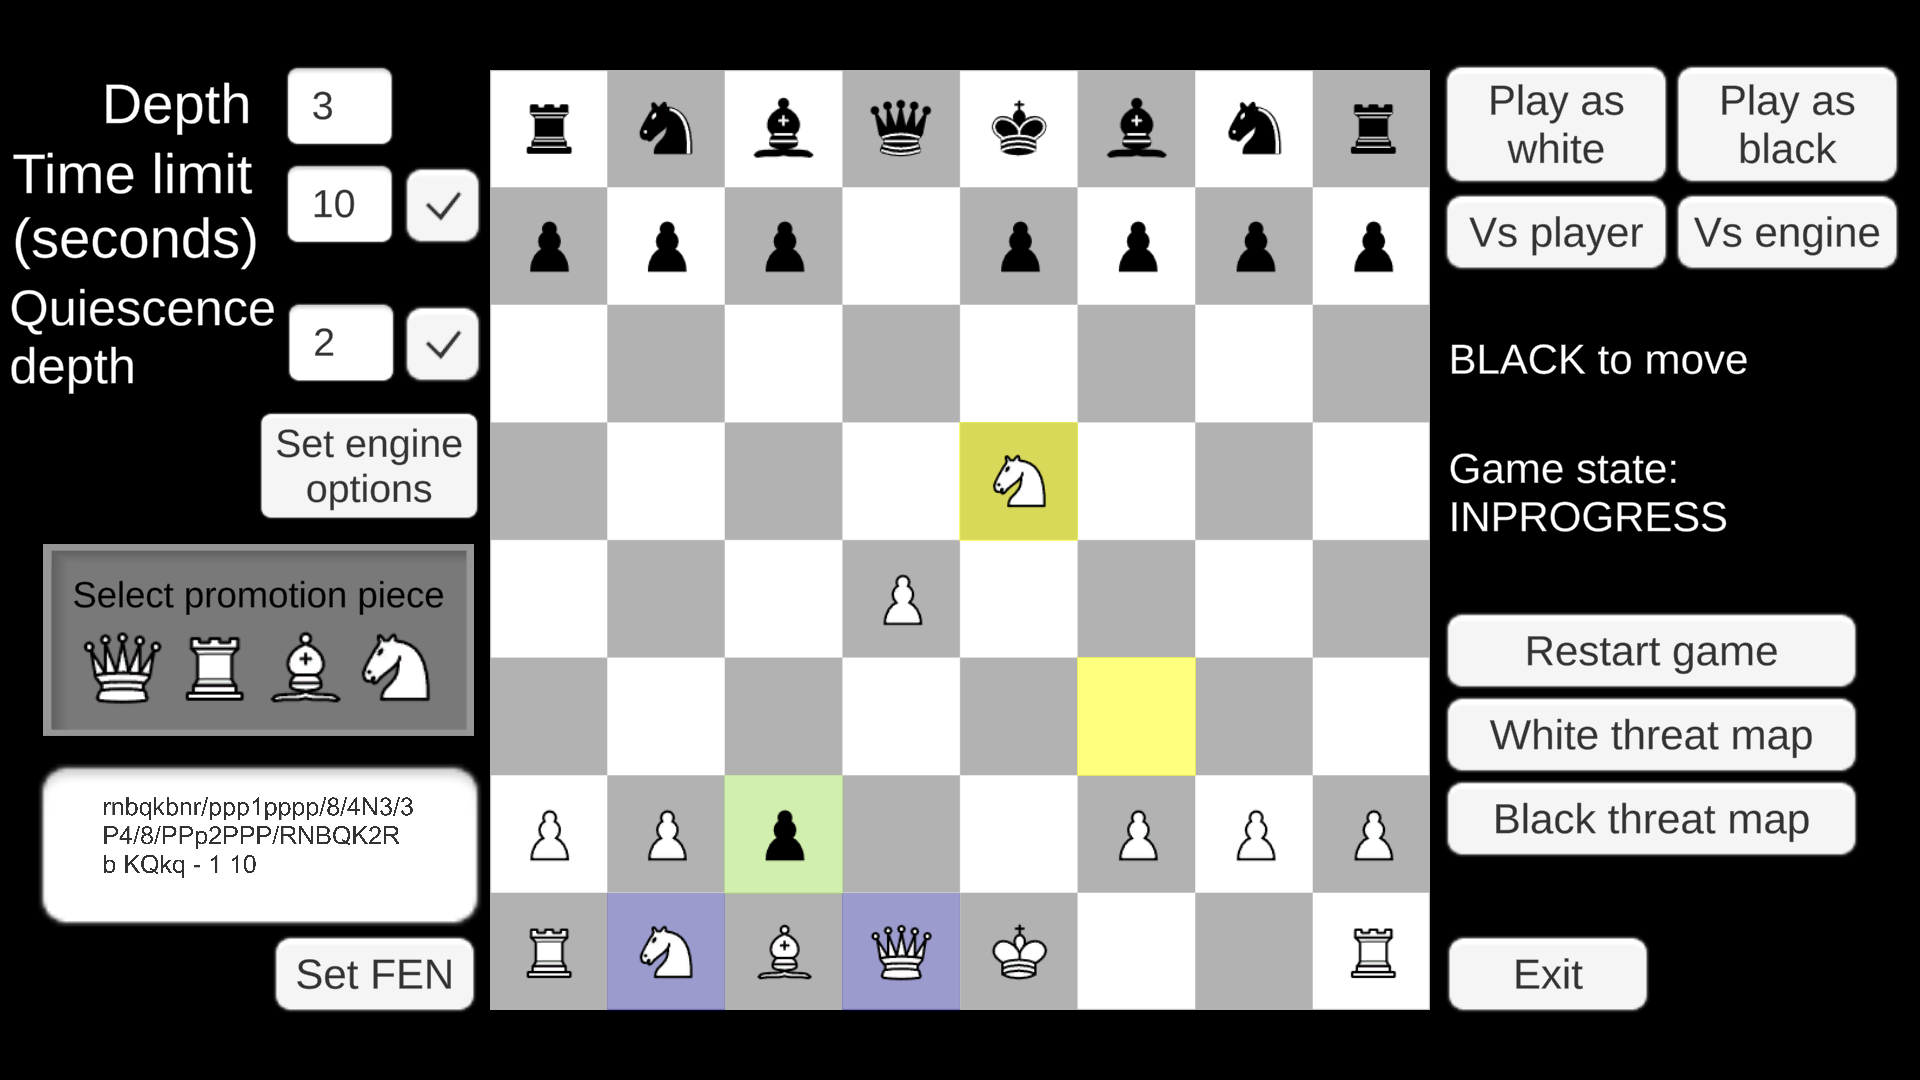 Depth
3
Time limit
(seconds)
10
Quiescence
depth
2
Set engine
options
Select promotion piece
rnbqkbnr/ppp1pppp/8/4N3/3
P4/8/PPp2PPP/RNBQK2R
b KQkq - 1 10
Set FEN
Play as
white
Play as
black
Vs player
Vs engine
BLACK to move
Game state:
INPROGRESS
Restart game
White threat map
Black threat map
Exit